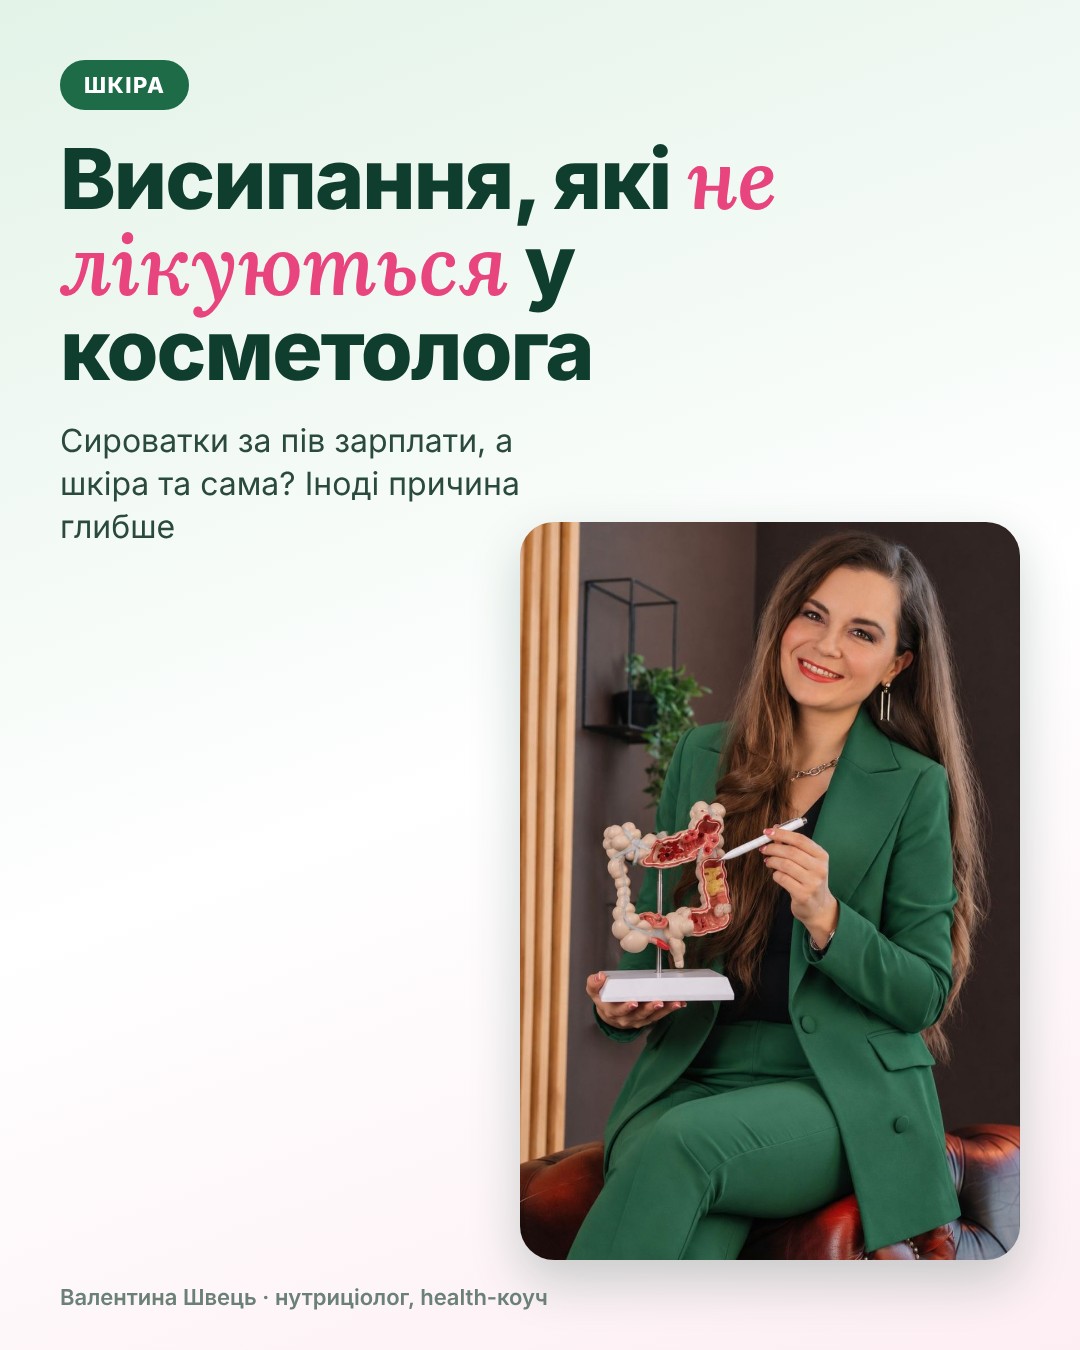 ШКІРА
Висипання, які не
лікуються у
косметолога
Сироватки за пів зарплати, а
шкіра та сама? Іноді причина
глибше
Валентина Швець · нутриціолог, health-коуч